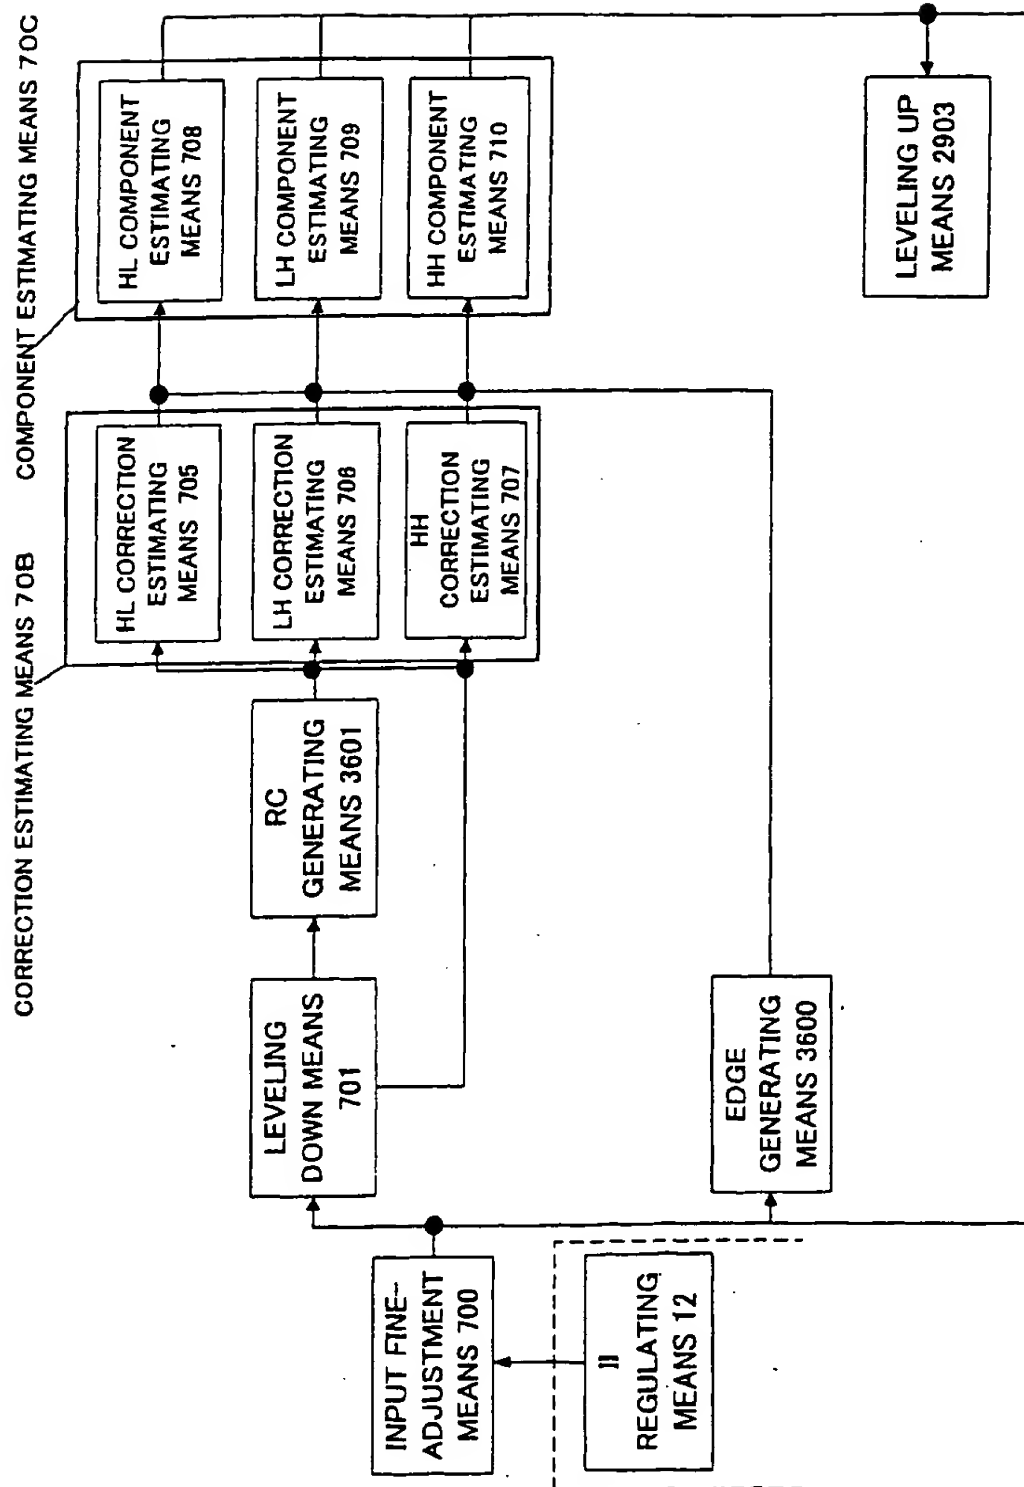 CORRECTION ESTIMATING MEANS 70B
COMPONENT ESTIMATING MEANS 70C
HL CORRECTION
ESTIMATING
MEANS 705
HL COMPONENT
ESTIMATING
MEANS 708
LEVELING
DOWN MEANS
701
RC
GENERATING
MEANS 3601
LH CORRECTION
ESTIMATING
MEANS 706
LH COMPONENT
ESTIMATING
MEANS 709
INPUT FINE-
ADJUSTMENT
MEANS 700
HH
CORRECTION
ESTIMATING
MEANS 707
HH COMPONENT
ESTIMATING
MEANS 710
II
REGULATING
MEANS 12
EDGE
GENERATING
MEANS 3600
LEVELING UP
MEANS 2903